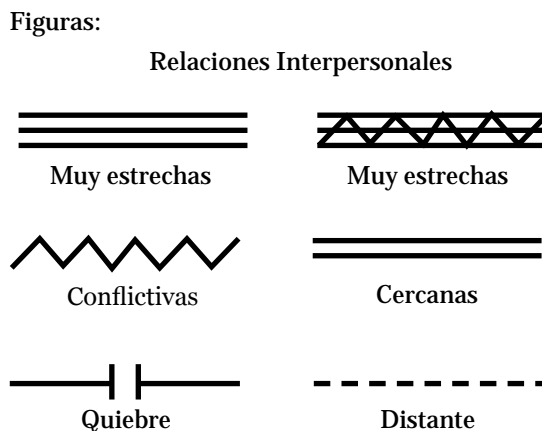 Figuras:
Relaciones Interpersonales
Muy estrechas
Muy estrechas
Conflictivas
Cercanas
Quiebre
Distante